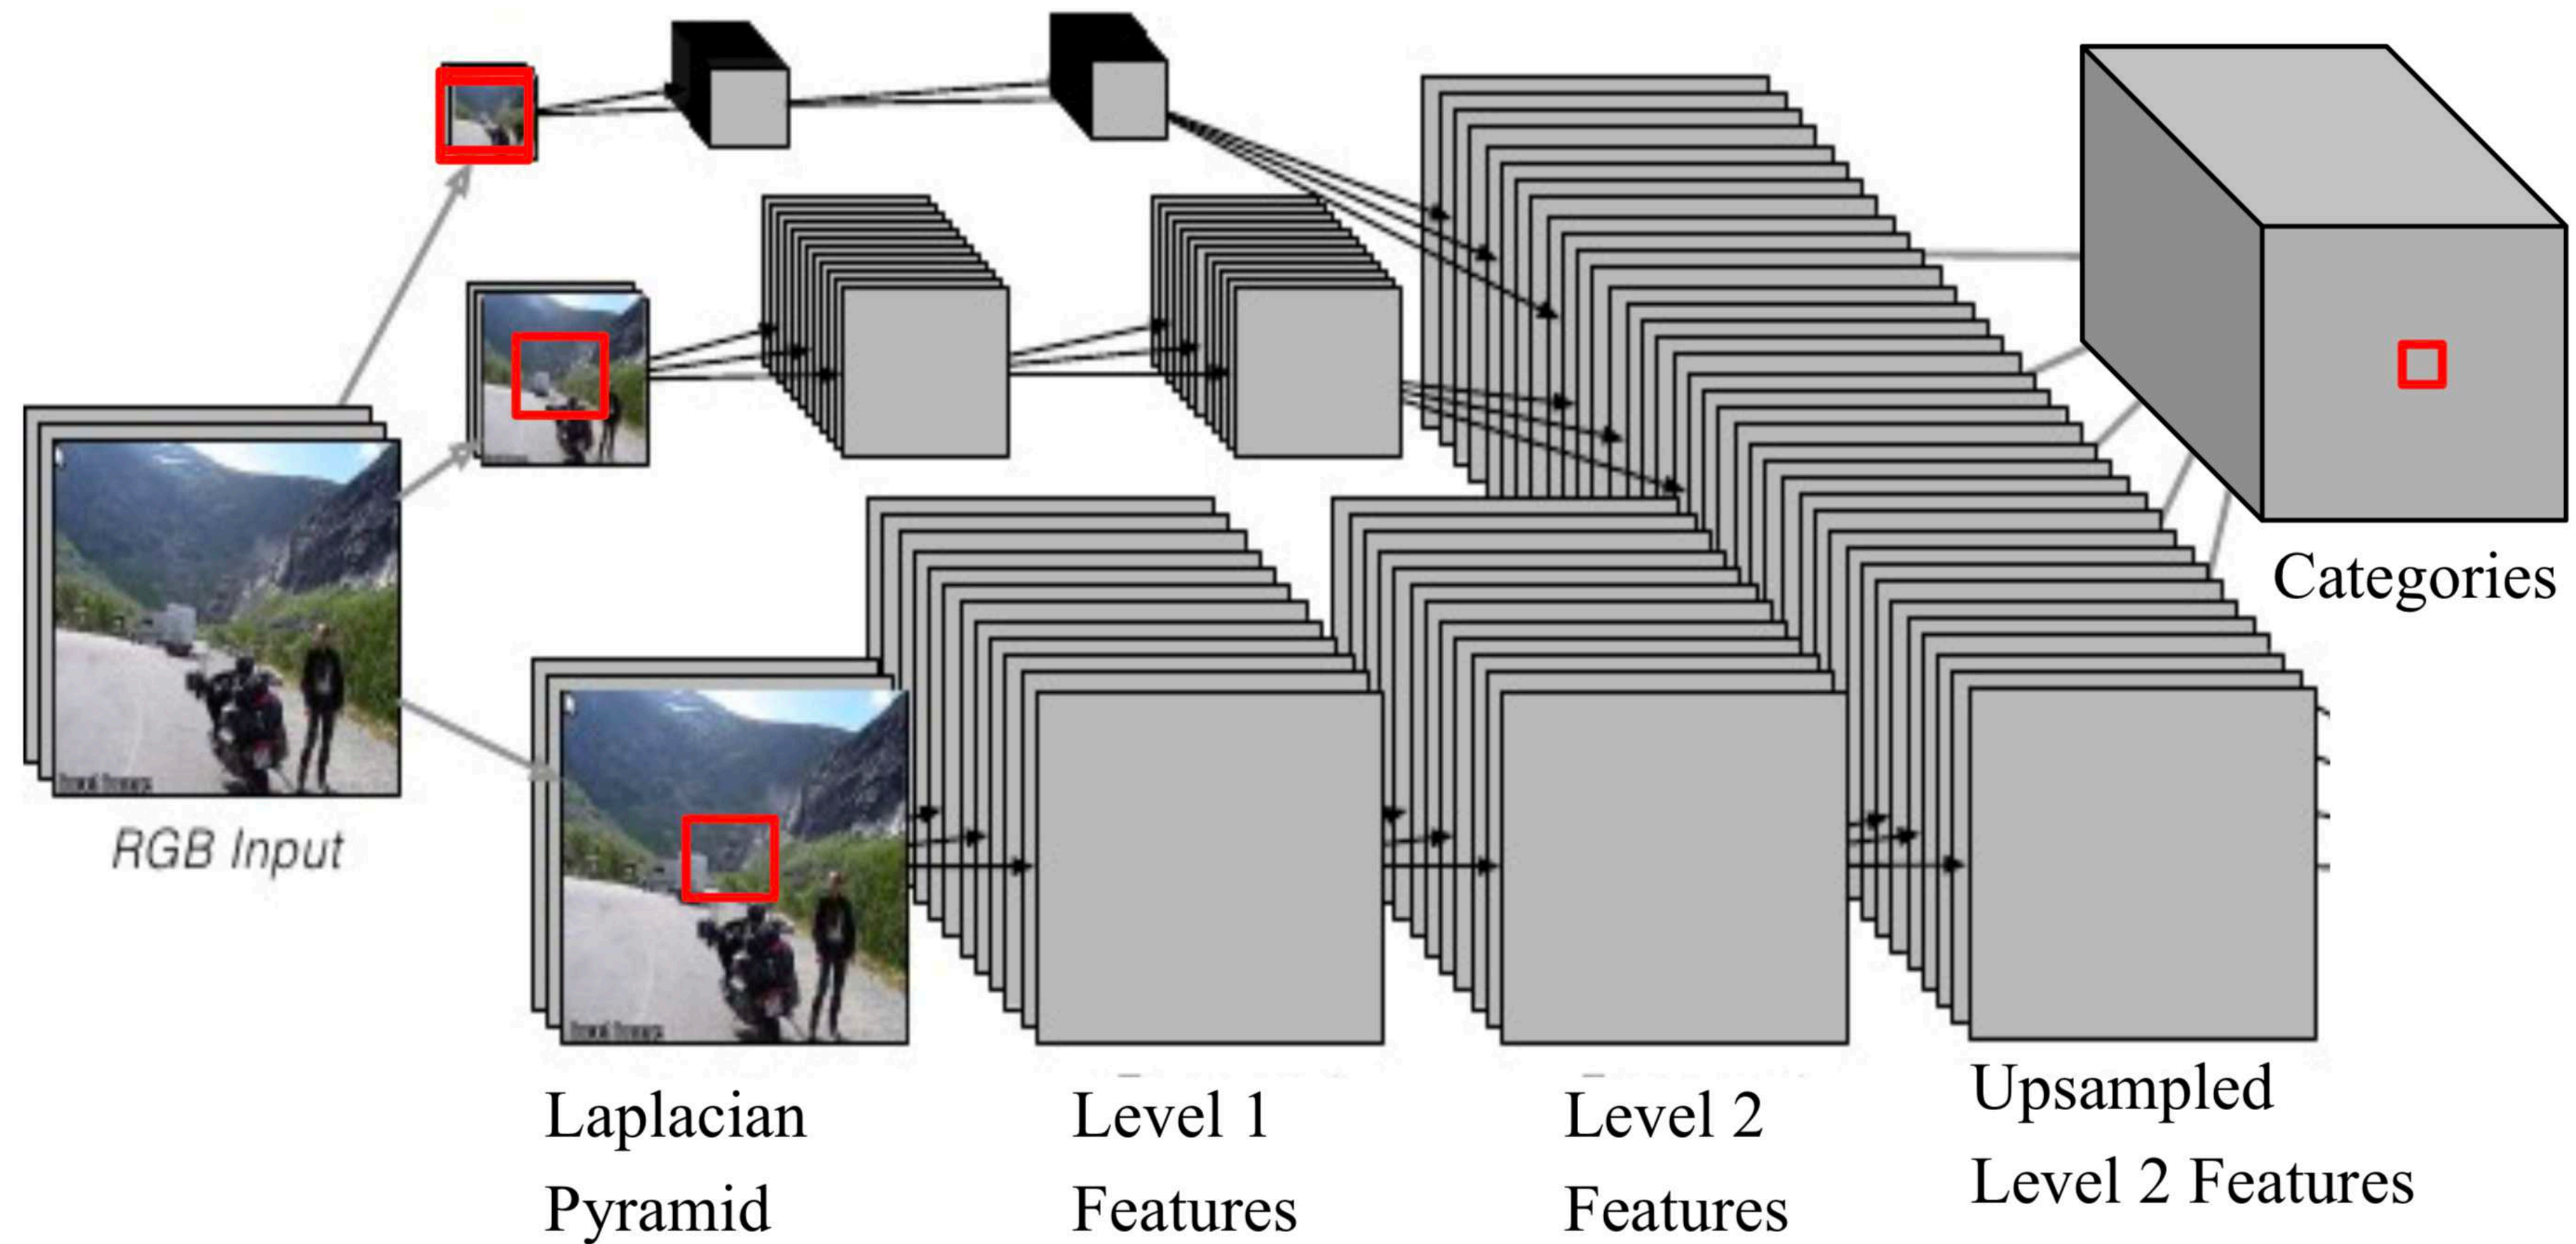 Categories
RGB Input
Laplacian
Pyramid
Level 1
Features
Level 2
Features
Upsampled
Level 2 Features